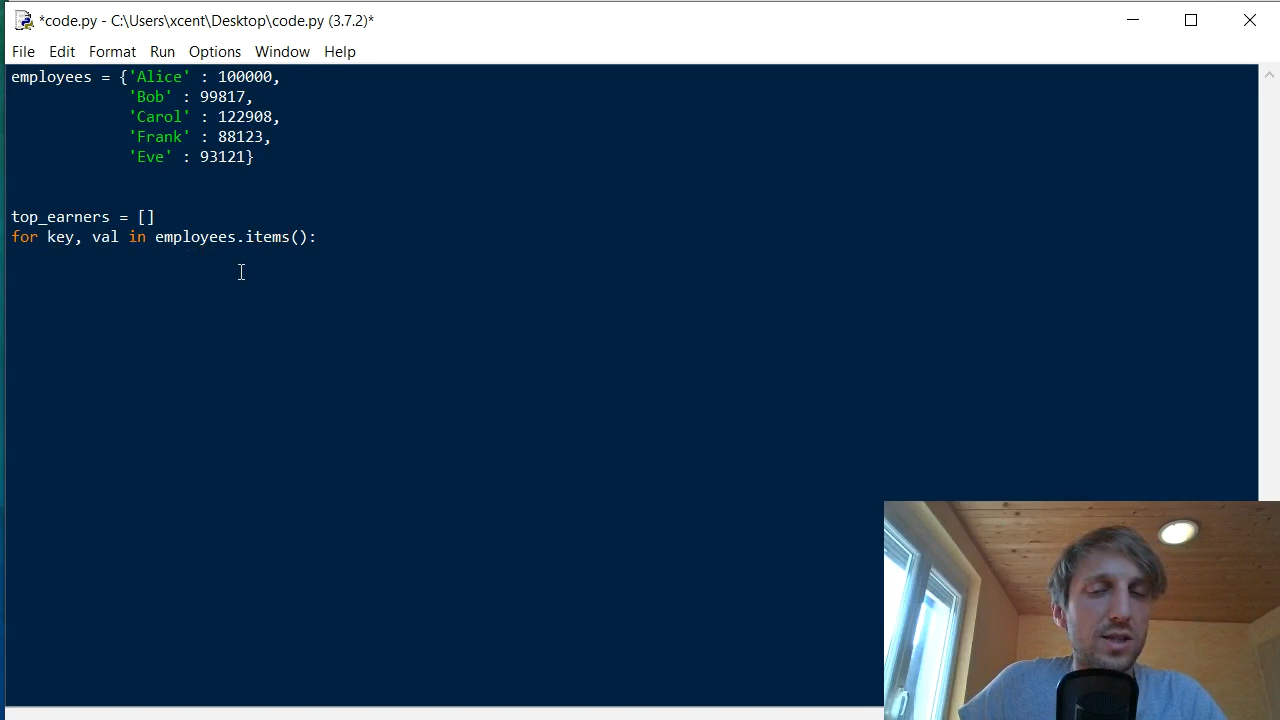 *code.py - C:\Users\xcent\Desktop\code.py (3.7.2)*
File Edit Format Run Options Window Help
employees = {'Alice' : 100000,
             'Bob' : 99817,
             'Carol' : 122908,
             'Frank' : 88123,
             'Eve' : 93121}
top_earners = []
for key, val in employees.items():